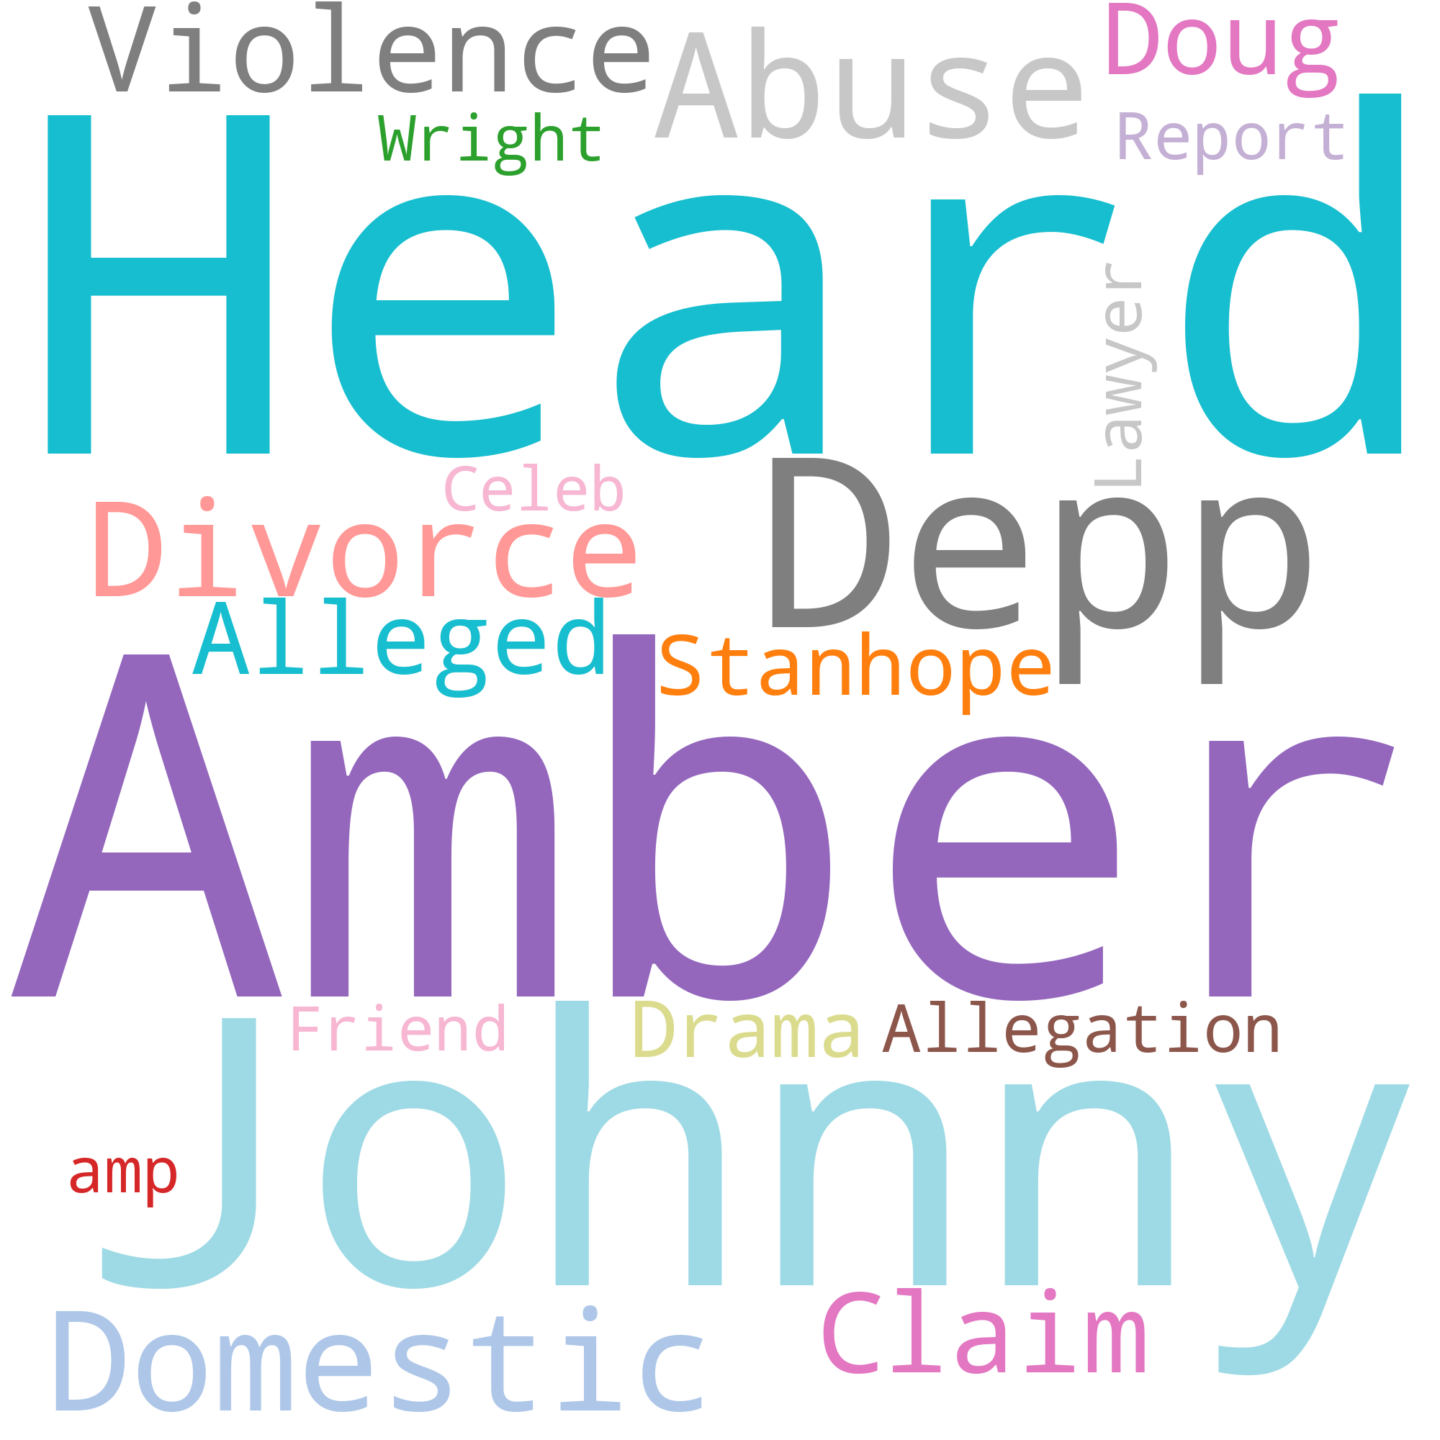 Violence
Abuse
Doug
Wright
Report
Heard
Lawyer
Celeb
Divorce
Depp
Alleged
Stanhope
Amber
Friend
Drama
Allegation
Johnny
amp
Domestic
Claim